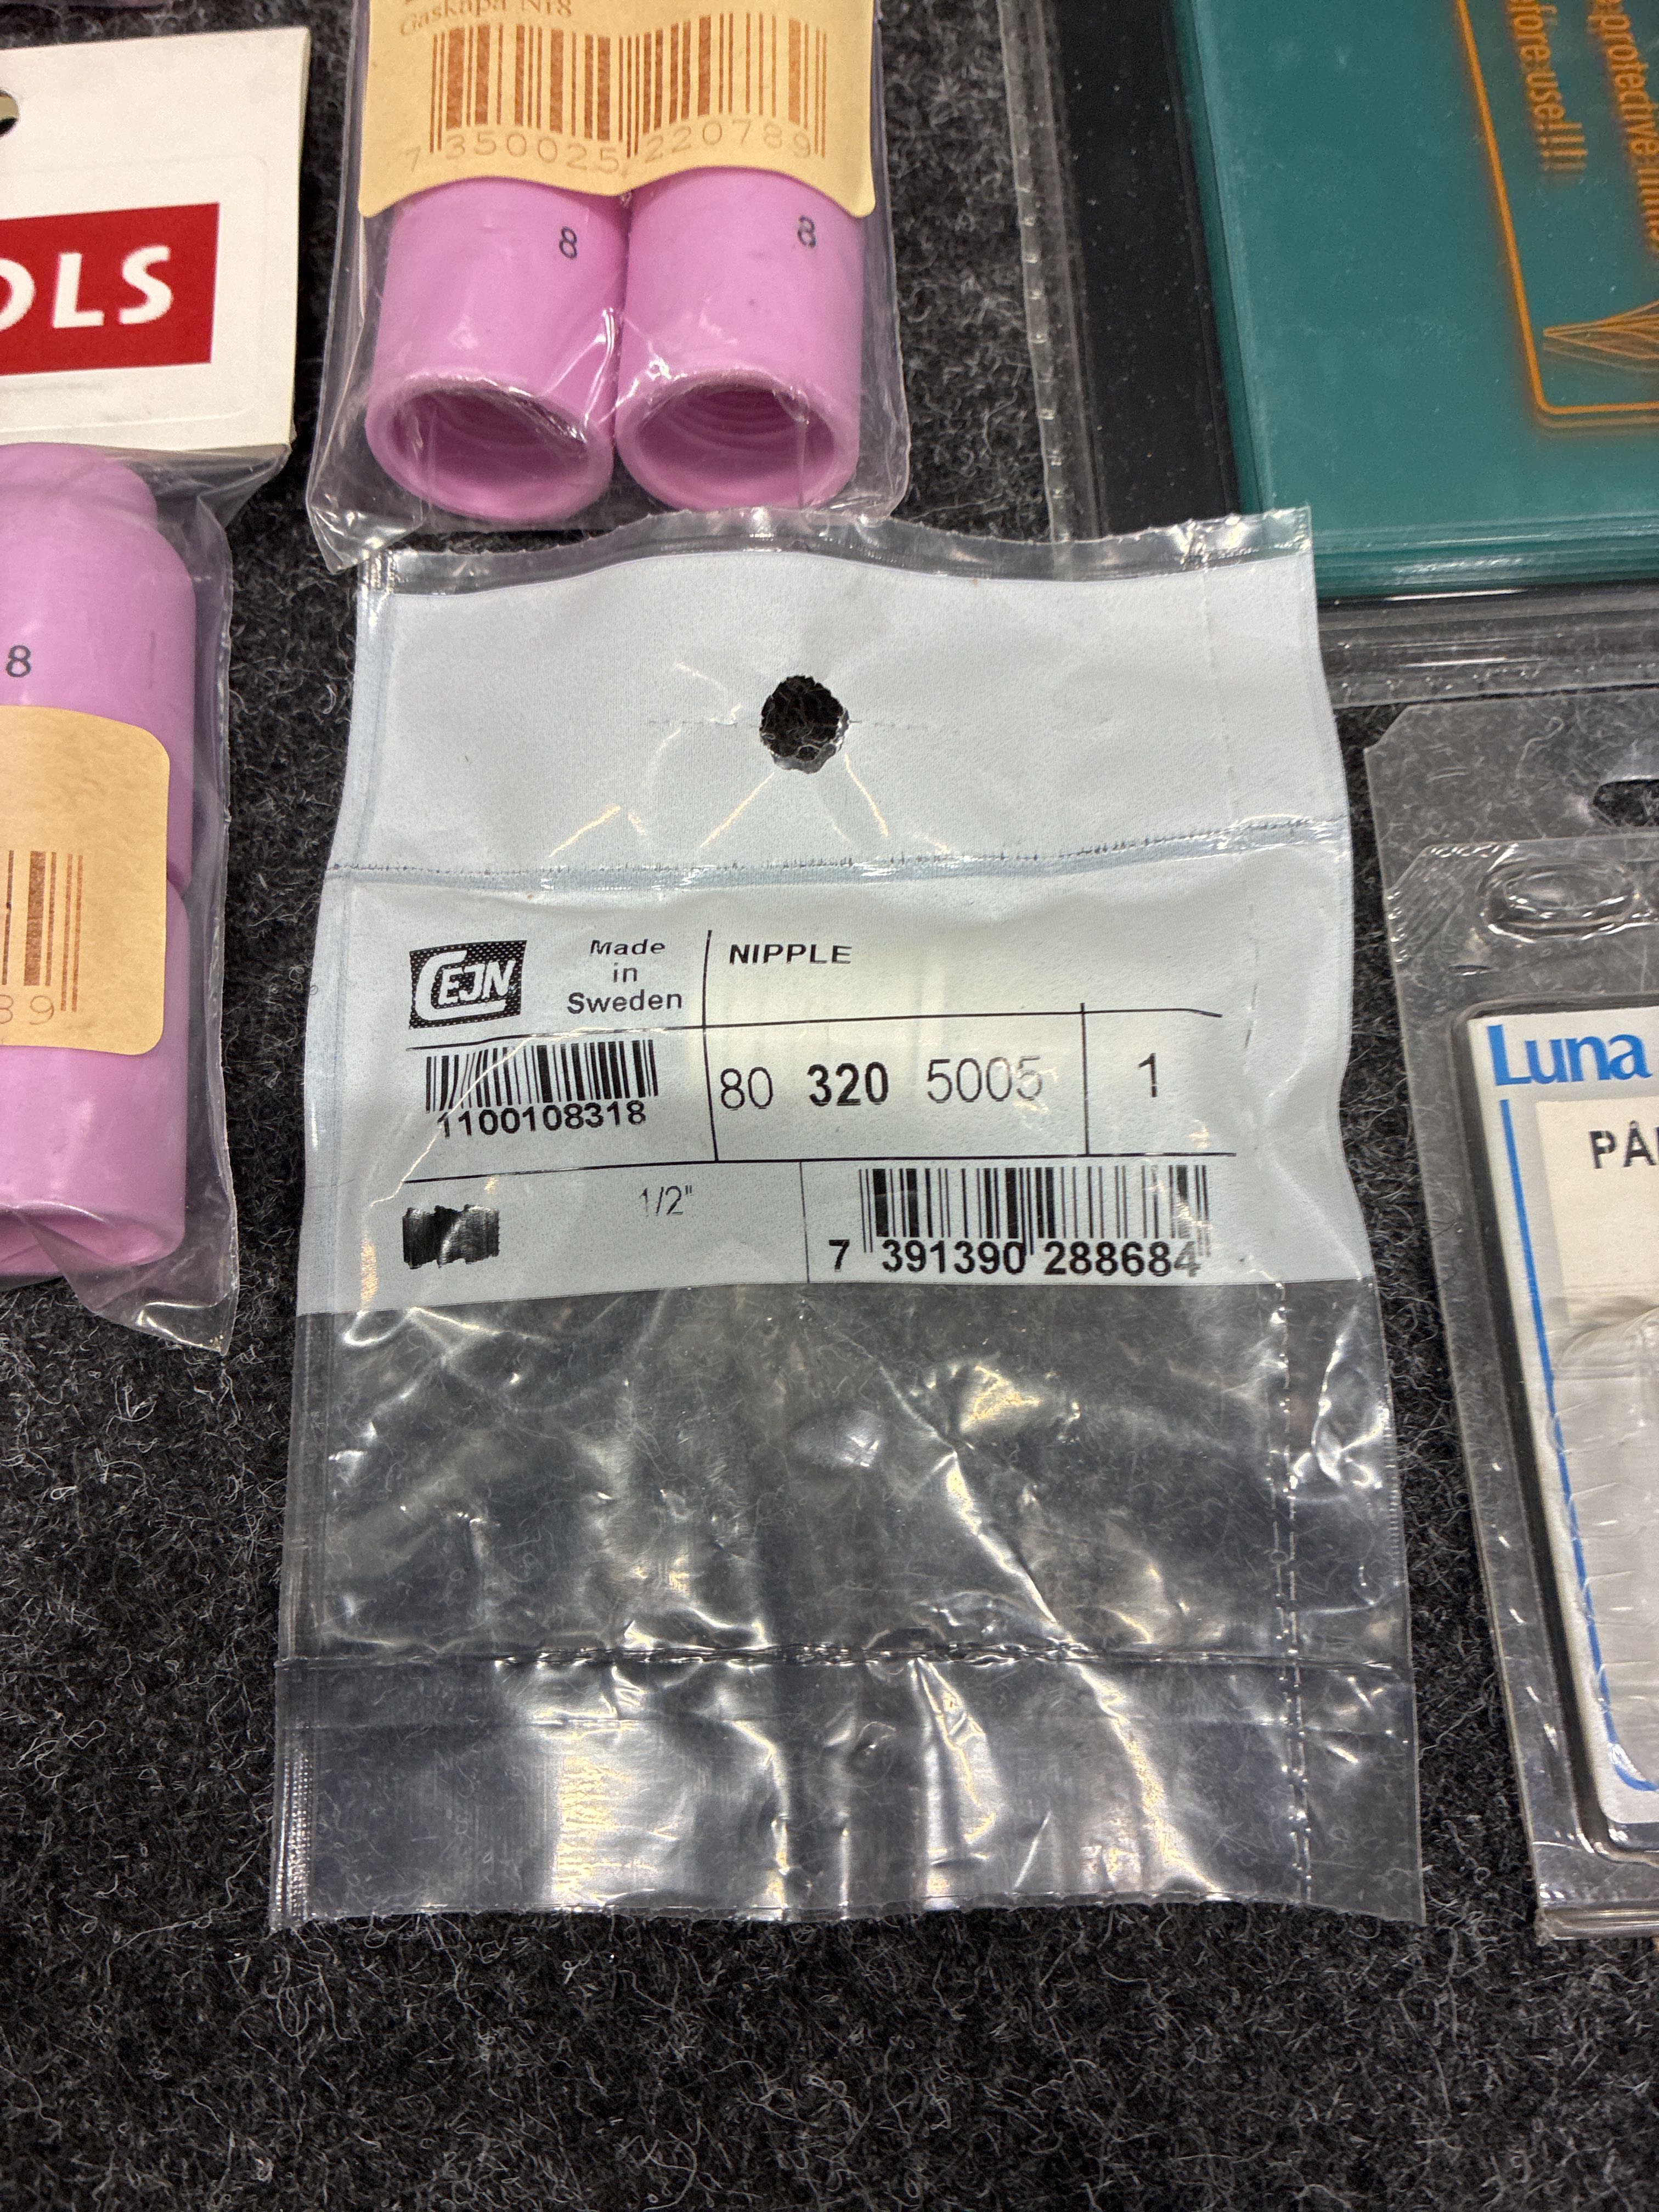 Gaskåpa Nr8
7 350025 220789
8 8
OLS
8
89
before use!!!!
protective
CEJN
Made
in
Sweden
NIPPLE
1100108318
80 320 5005
1
1/2"
7 391390 288684
Luna